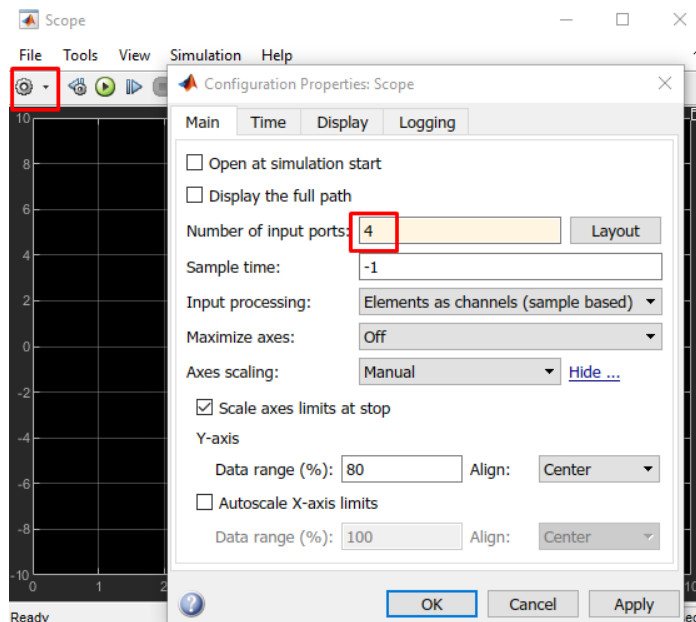 Scope
File Tools View Simulation Help
Configuration Properties: Scope
Main Time Display Logging
Open at simulation start
Display the full path
Number of input ports: 4 Layout
Sample time: -1
Input processing: Elements as channels (sample based)
Maximize axes: Off
Axes scaling: Manual Hide ...
Scale axes limits at stop
Y-axis
Data range (%): 80 Align: Center
Autoscale X-axis limits
Data range (%): 100 Align: Center
OK Cancel Apply
10
8
6
4
2
0
-2
-4
-6
-8
-10
0 1 2 10
Ready